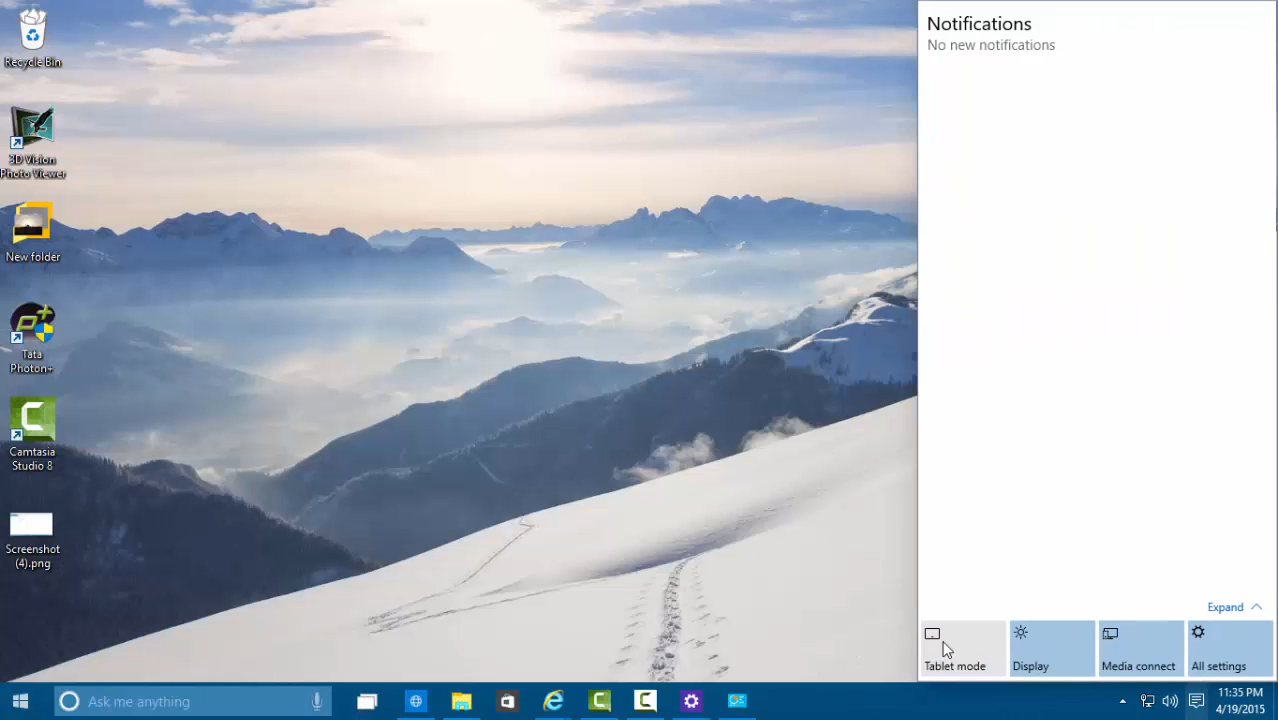 Recycle Bin
3D Vision
Photo Viewer
New folder
Tata
Photon+
Camtasia
Studio 8
Screenshot
(4).png
Notifications
No new notifications
Expand
Tablet mode
Display
Media connect
All settings
Ask me anything
11:35 PM
4/19/2015